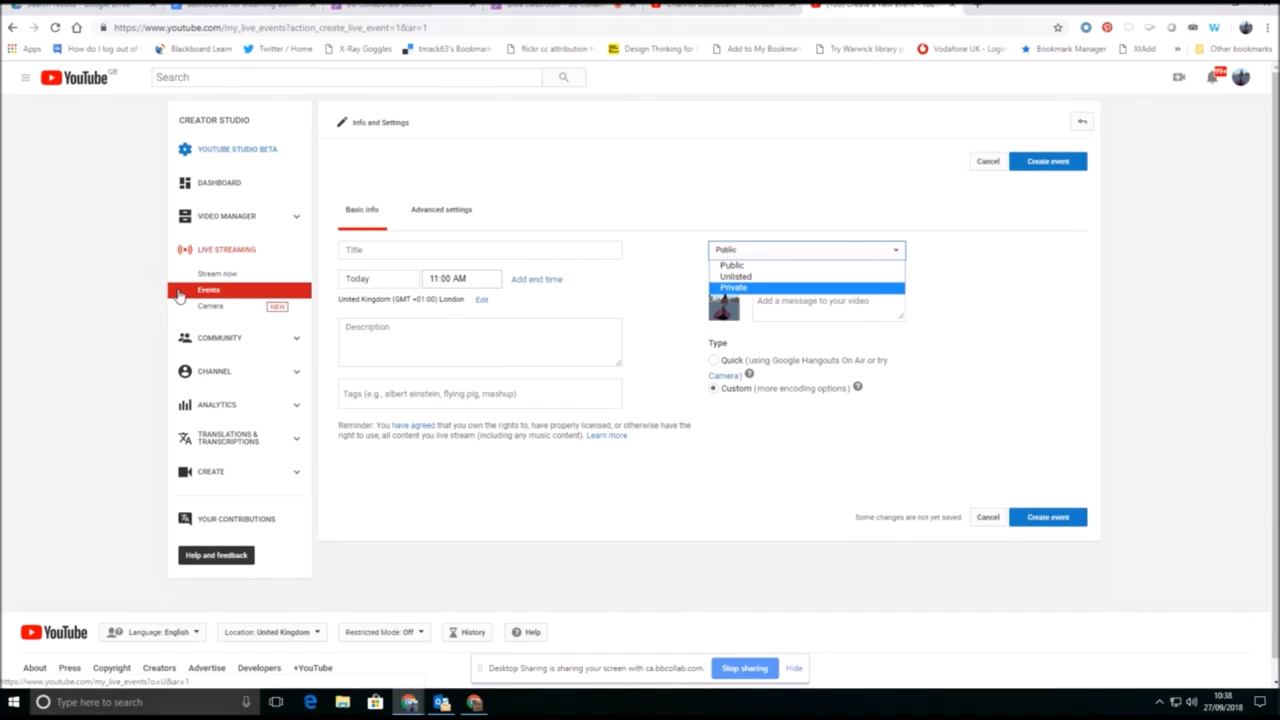 https://www.youtube.com/my_live_events?action_create_live_event=1&ar=1
Apps How do I log out of Blackboard Learn Twitter / Home X-Ray Goggles tmack63's Bookmark flickr cc attribution Design Thinking for Add to My Bookmar Try Warwick library Vodafone UK - Login Bookmark Manager XtAdd » Other bookmarks
YouTube GB Search 99+
CREATOR STUDIO
Info and Settings
YOUTUBE STUDIO BETA
Cancel Create event
DASHBOARD
Basic info Advanced settings
VIDEO MANAGER
LIVE STREAMING
Title Public
Public
Stream now
Unlisted
Today 11:00 AM Add end time
Private
Events
United Kingdom (GMT +01:00) London Edit
Add a message to your video
Camera NEW
Description
COMMUNITY
Type
Quick (using Google Hangouts On Air or try
Camera) ?
CHANNEL
Custom (more encoding options) ?
Tags (e.g., albert einstein, flying pig, mashup)
ANALYTICS
Reminder: You have agreed that you own the rights to, have properly licensed, or otherwise have the
right to use, all content you live stream (including any music content). Learn more
TRANSLATIONS &
TRANSCRIPTIONS
CREATE
YOUR CONTRIBUTIONS
Some changes are not yet saved. Cancel Create event
Help and feedback
YouTube Language: English Location: United Kingdom Restricted Mode: Off History Help
About Press Copyright Creators Advertise Developers +YouTube
Desktop Sharing is sharing your screen with ca.bbcollab.com. Stop sharing Hide
https://www.youtube.com/my_live_events?o=U&ar=1
Type here to search
10:38
27/09/2018